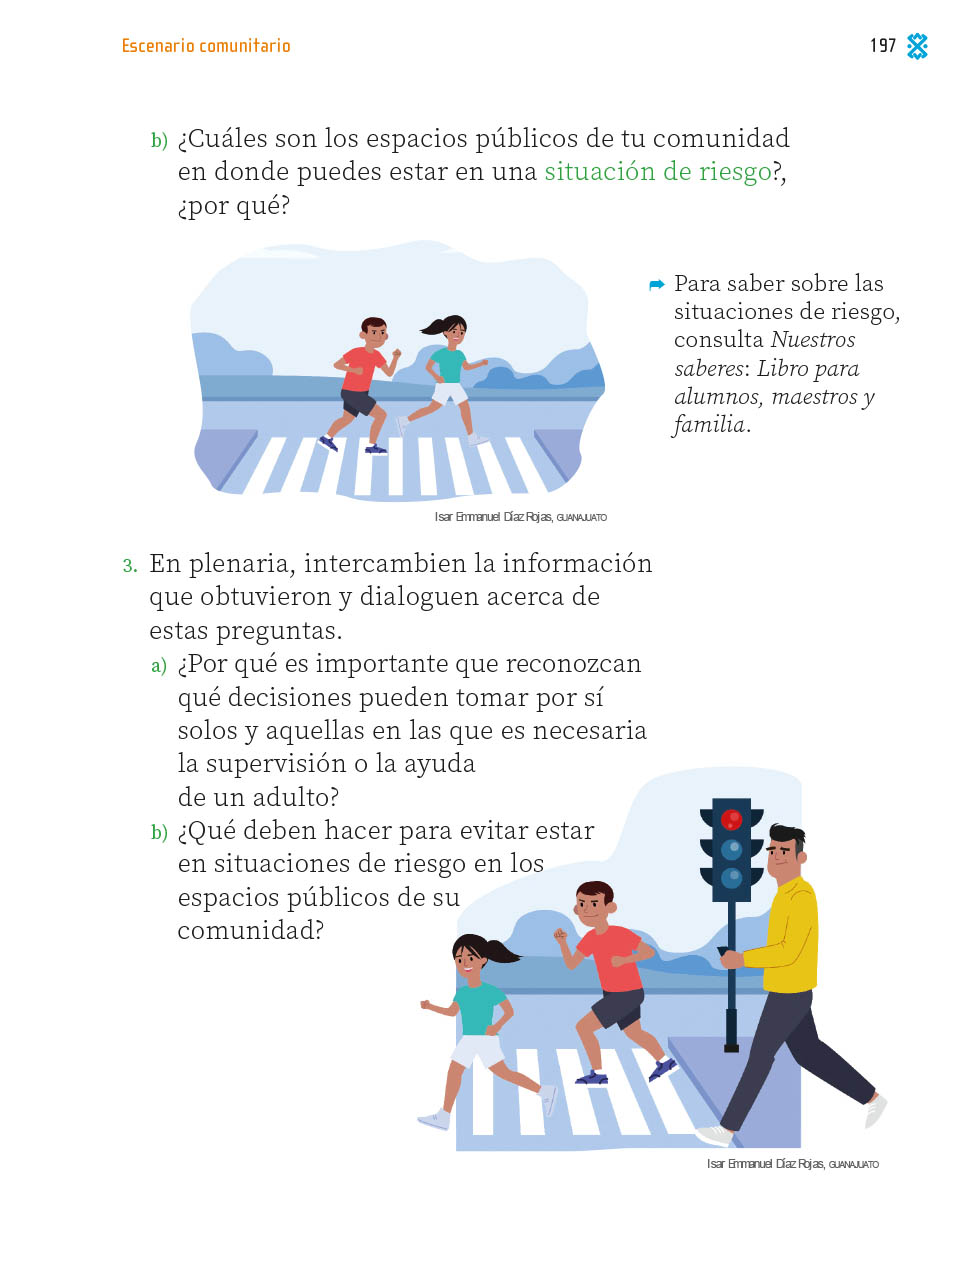 Escenario comunitario
197
b) ¿Cuáles son los espacios públicos de tu comunidad
en donde puedes estar en una situación de riesgo?,
¿por qué?
➦ Para saber sobre las
situaciones de riesgo,
consulta Nuestros
saberes: Libro para
alumnos, maestros y
familia.
Isar Emmanuel Díaz Rojas, GUANAJUATO
3. En plenaria, intercambien la información
que obtuvieron y dialoguen acerca de
estas preguntas.
a) ¿Por qué es importante que reconozcan
qué decisiones pueden tomar por sí
solos y aquellas en las que es necesaria
la supervisión o la ayuda
de un adulto?
b) ¿Qué deben hacer para evitar estar
en situaciones de riesgo en los
espacios públicos de su
comunidad?
Isar Emmanuel Díaz Rojas, GUANAJUATO